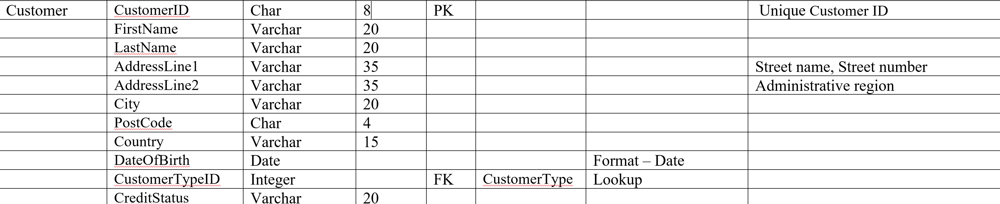 Customer CustomerID Char 8 PK Unique Customer ID
FirstName Varchar 20
LastName Varchar 20
AddressLine1 Varchar 35 Street name, Street number
AddressLine2 Varchar 35 Administrative region
City Varchar 20
PostCode Char 4
Country Varchar 15
DateOfBirth Date Format – Date
CustomerTypeID Integer FK CustomerType Lookup
CreditStatus Varchar 20